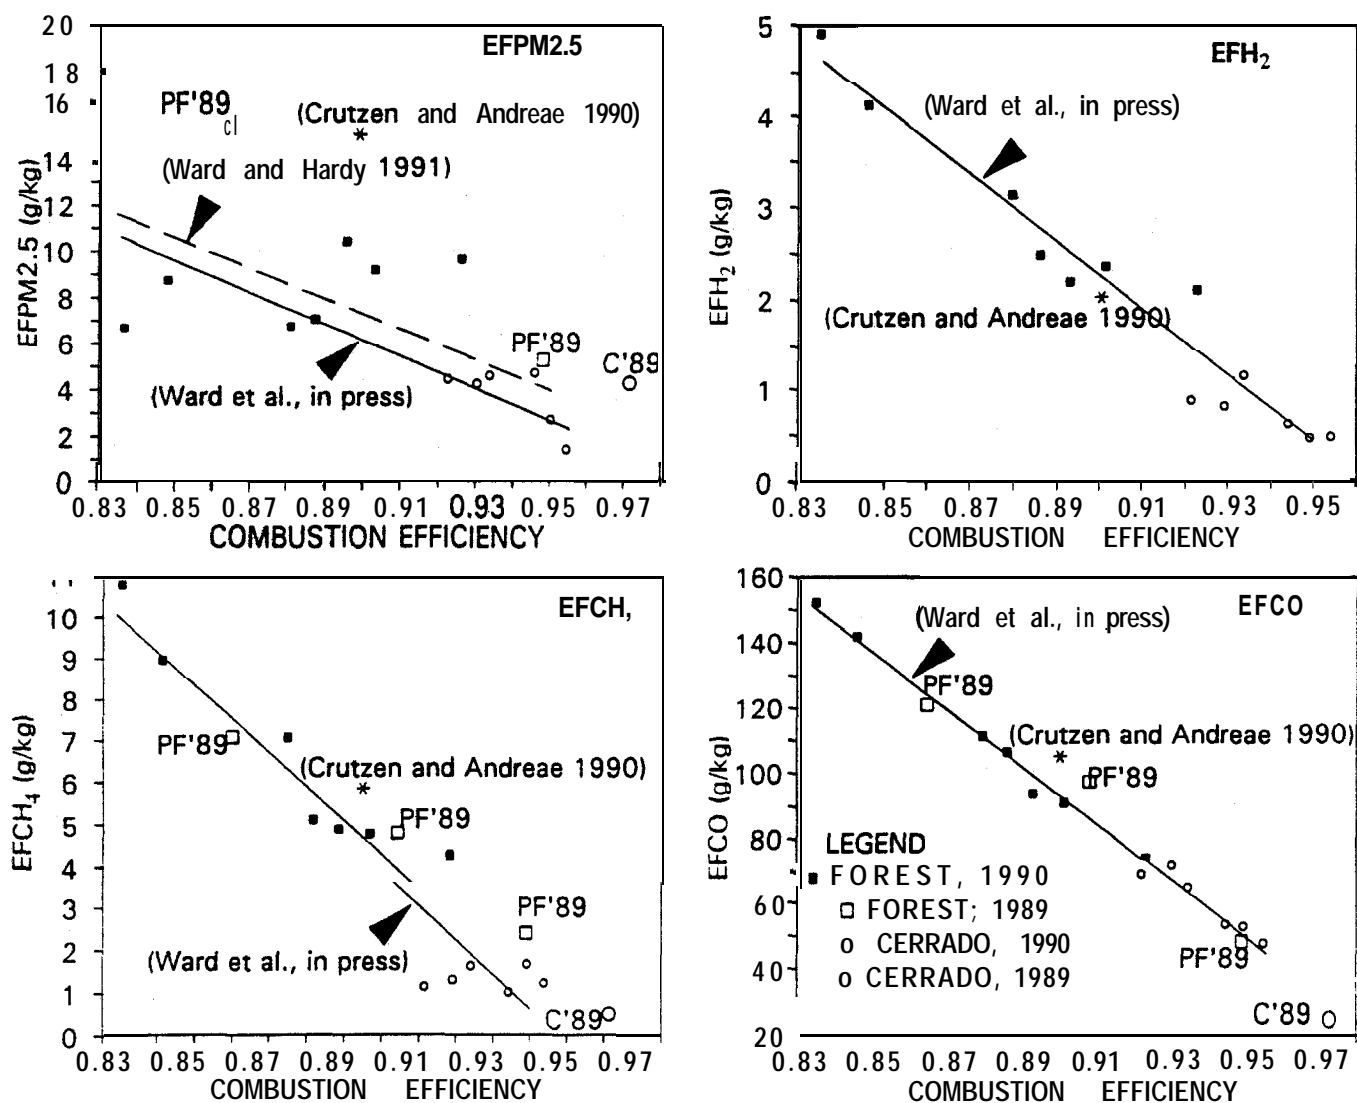 EFPM2.5
20
18
16
14
12
10
8
6
4
2
0
EFPM2.5 (g/kg)
PF'89
cl
(Crutzen and Andreae 1990)
*
(Ward and Hardy 1991)
PF'89
C'89
(Ward et al., in press)
0.83 0.85 0.87 0.89 0.91 0.93 0.95 0.97
COMBUSTION EFFICIENCY
EFH2
5
4
3
2
1
0
EFH2 (g/kg)
(Ward et al., in press)
*
(Crutzen and Andreae 1990)
0.83 0.85 0.87 0.89 0.91 0.93 0.95
COMBUSTION EFFICIENCY
EFCH,
10
9
8
7
6
5
4
3
2
1
0
EFCH4 (g/kg)
PF'89
(Crutzen and Andreae 1990)
*
PF'89
PF'89
(Ward et al., in press)
C'89
0.83 0.85 0.87 0.89 0.91 0.93 0.95 0.97
COMBUSTION EFFICIENCY
EFCO
160
140
120
100
80
70
60
40
20
EFCO (g/kg)
(Ward et al., in press)
PF'89
(Crutzen and Andreae 1990)
*
PF'89
LEGEND
FOREST, 1990
FOREST; 1989
o CERRADO, 1990
o CERRADO, 1989
PF'89
C'89
0.83 0.85 0.87 0.89 0.91 0.93 0.95 0.97
COMBUSTION EFFICIENCY